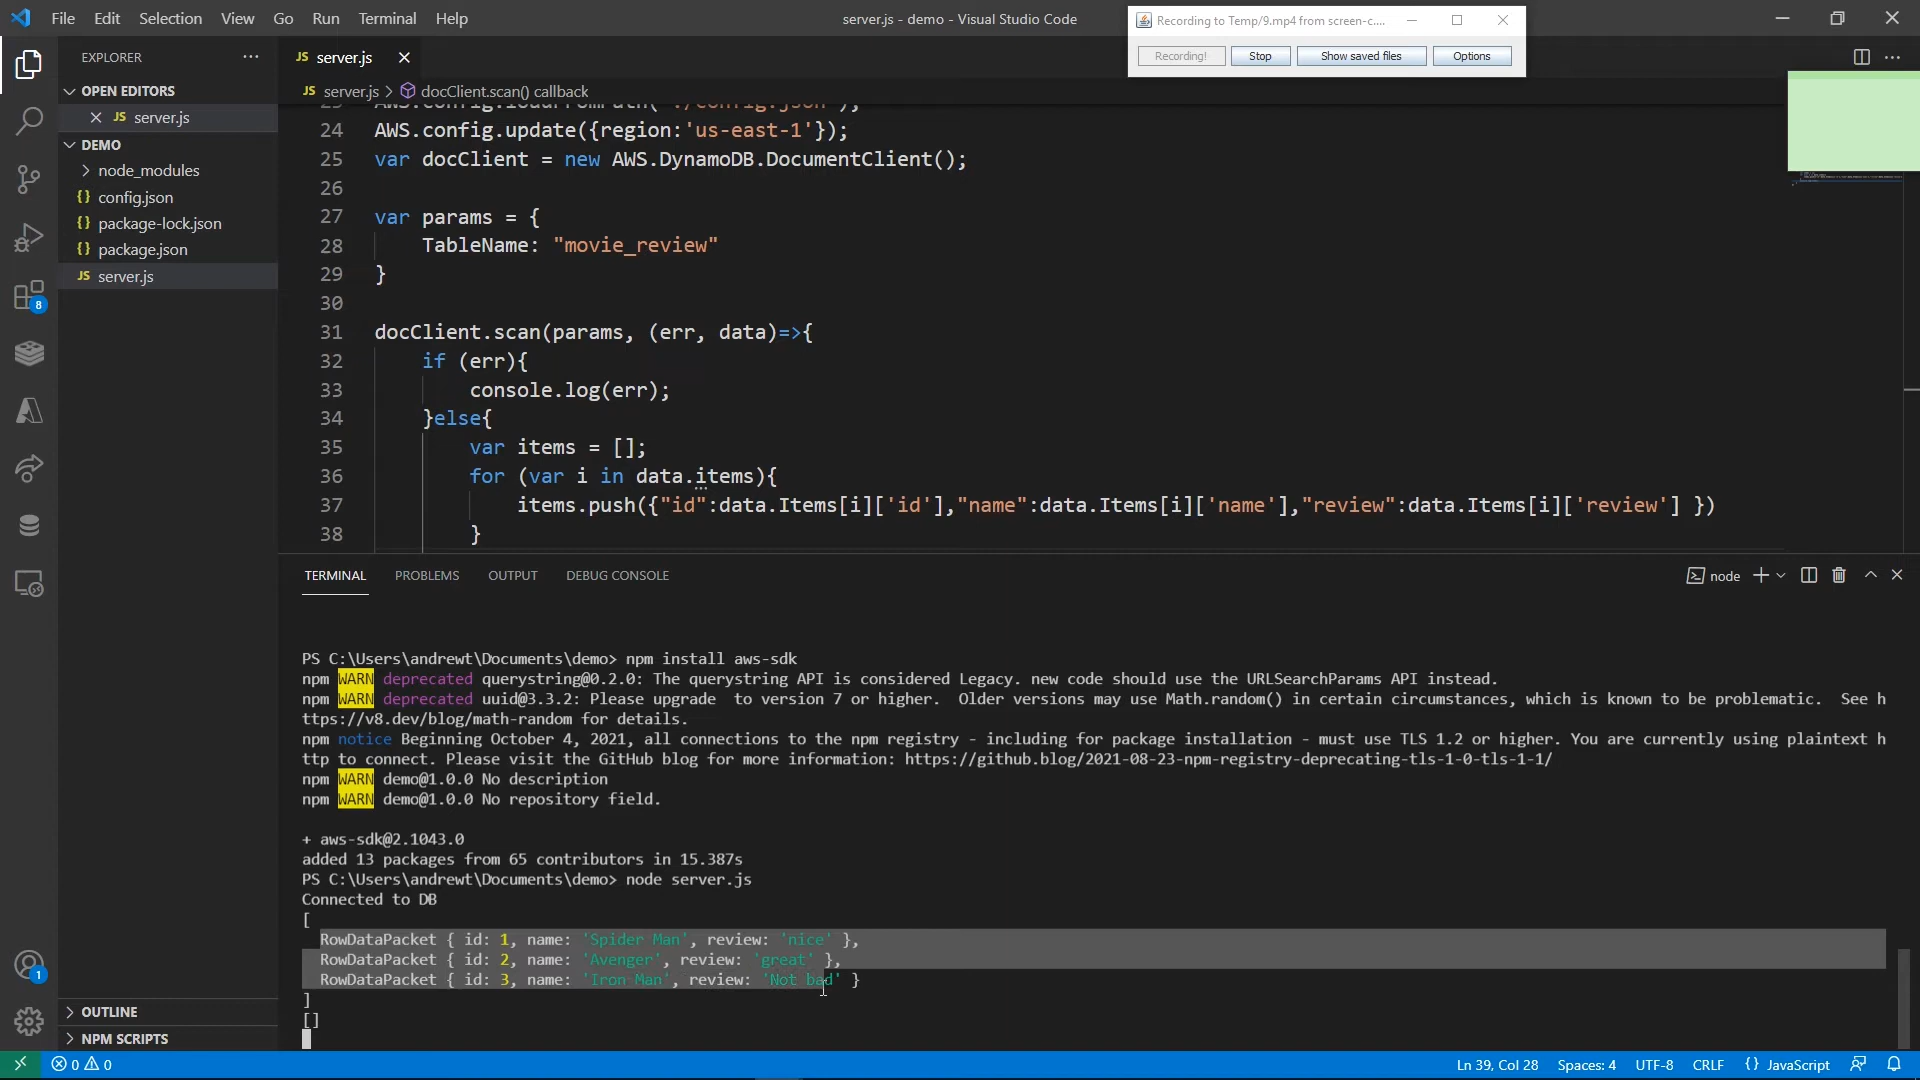 File Edit Selection View Go Run Terminal Help
server.js - demo - Visual Studio Code
Recording to Temp/9.mp4 from screen-c....
Recording! Stop Show saved files Options
EXPLORER
JS server.js
OPEN EDITORS
JS server.js
JS server.js > docClient.scan() callback
DEMO
node_modules
{} config.json
{} package-lock.json
{} package.json
JS server.js
8
1
23 AWS.config.loadFromPath('./config.json');
24 AWS.config.update({region:'us-east-1'});
25 var docClient = new AWS.DynamoDB.DocumentClient();
26
27 var params = {
28 TableName: "movie_review"
29 }
30
31 docClient.scan(params, (err, data)=>{
32 if (err){
33 console.log(err);
34 }else{
35 var items = [];
36 for (var i in data.items){
37 items.push({"id":data.Items[i]['id'],"name":data.Items[i]['name'],"review":data.Items[i]['review'] })
38 }
TERMINAL PROBLEMS OUTPUT DEBUG CONSOLE
node
PS C:\Users\andrewt\Documents\demo> npm install aws-sdk
npm WARN deprecated querystring@0.2.0: The querystring API is considered Legacy. new code should use the URLSearchParams API instead.
npm WARN deprecated uuid@3.3.2: Please upgrade  to version 7 or higher.  Older versions may use Math.random() in certain circumstances, which is known to be problematic.  See h
ttps://v8.dev/blog/math-random for details.
npm notice Beginning October 4, 2021, all connections to the npm registry - including for package installation - must use TLS 1.2 or higher. You are currently using plaintext h
ttp to connect. Please visit the GitHub blog for more information: https://github.blog/2021-08-23-npm-registry-deprecating-tls-1-0-tls-1-1/
npm WARN demo@1.0.0 No description
npm WARN demo@1.0.0 No repository field.
+ aws-sdk@2.1043.0
added 13 packages from 65 contributors in 15.387s
PS C:\Users\andrewt\Documents\demo> node server.js
Connected to DB
[
RowDataPacket { id: 1, name: 'Spider Man', review: 'nice' },
RowDataPacket { id: 2, name: 'Avenger', review: 'great' },
RowDataPacket { id: 3, name: 'Iron Man', review: 'Not bad' }
]
[]
OUTLINE
NPM SCRIPTS
0 0
Ln 39, Col 28 Spaces: 4 UTF-8 CRLF {} JavaScript